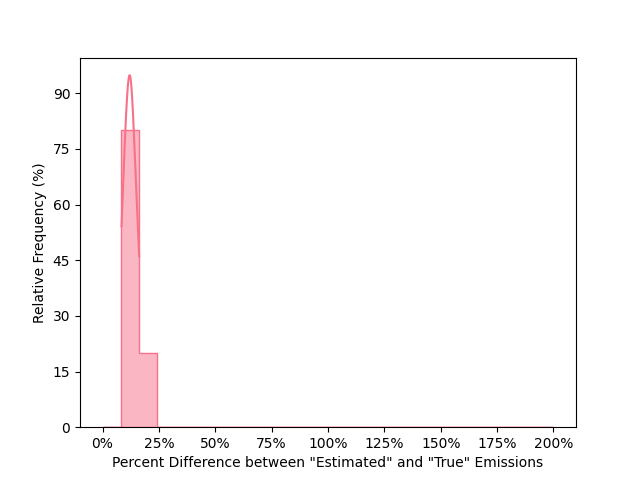 90
75
60
45
30
15
0
Relative Frequency (%)
0% 25% 50% 75% 100% 125% 150% 175% 200%
Percent Difference between "Estimated" and "True" Emissions